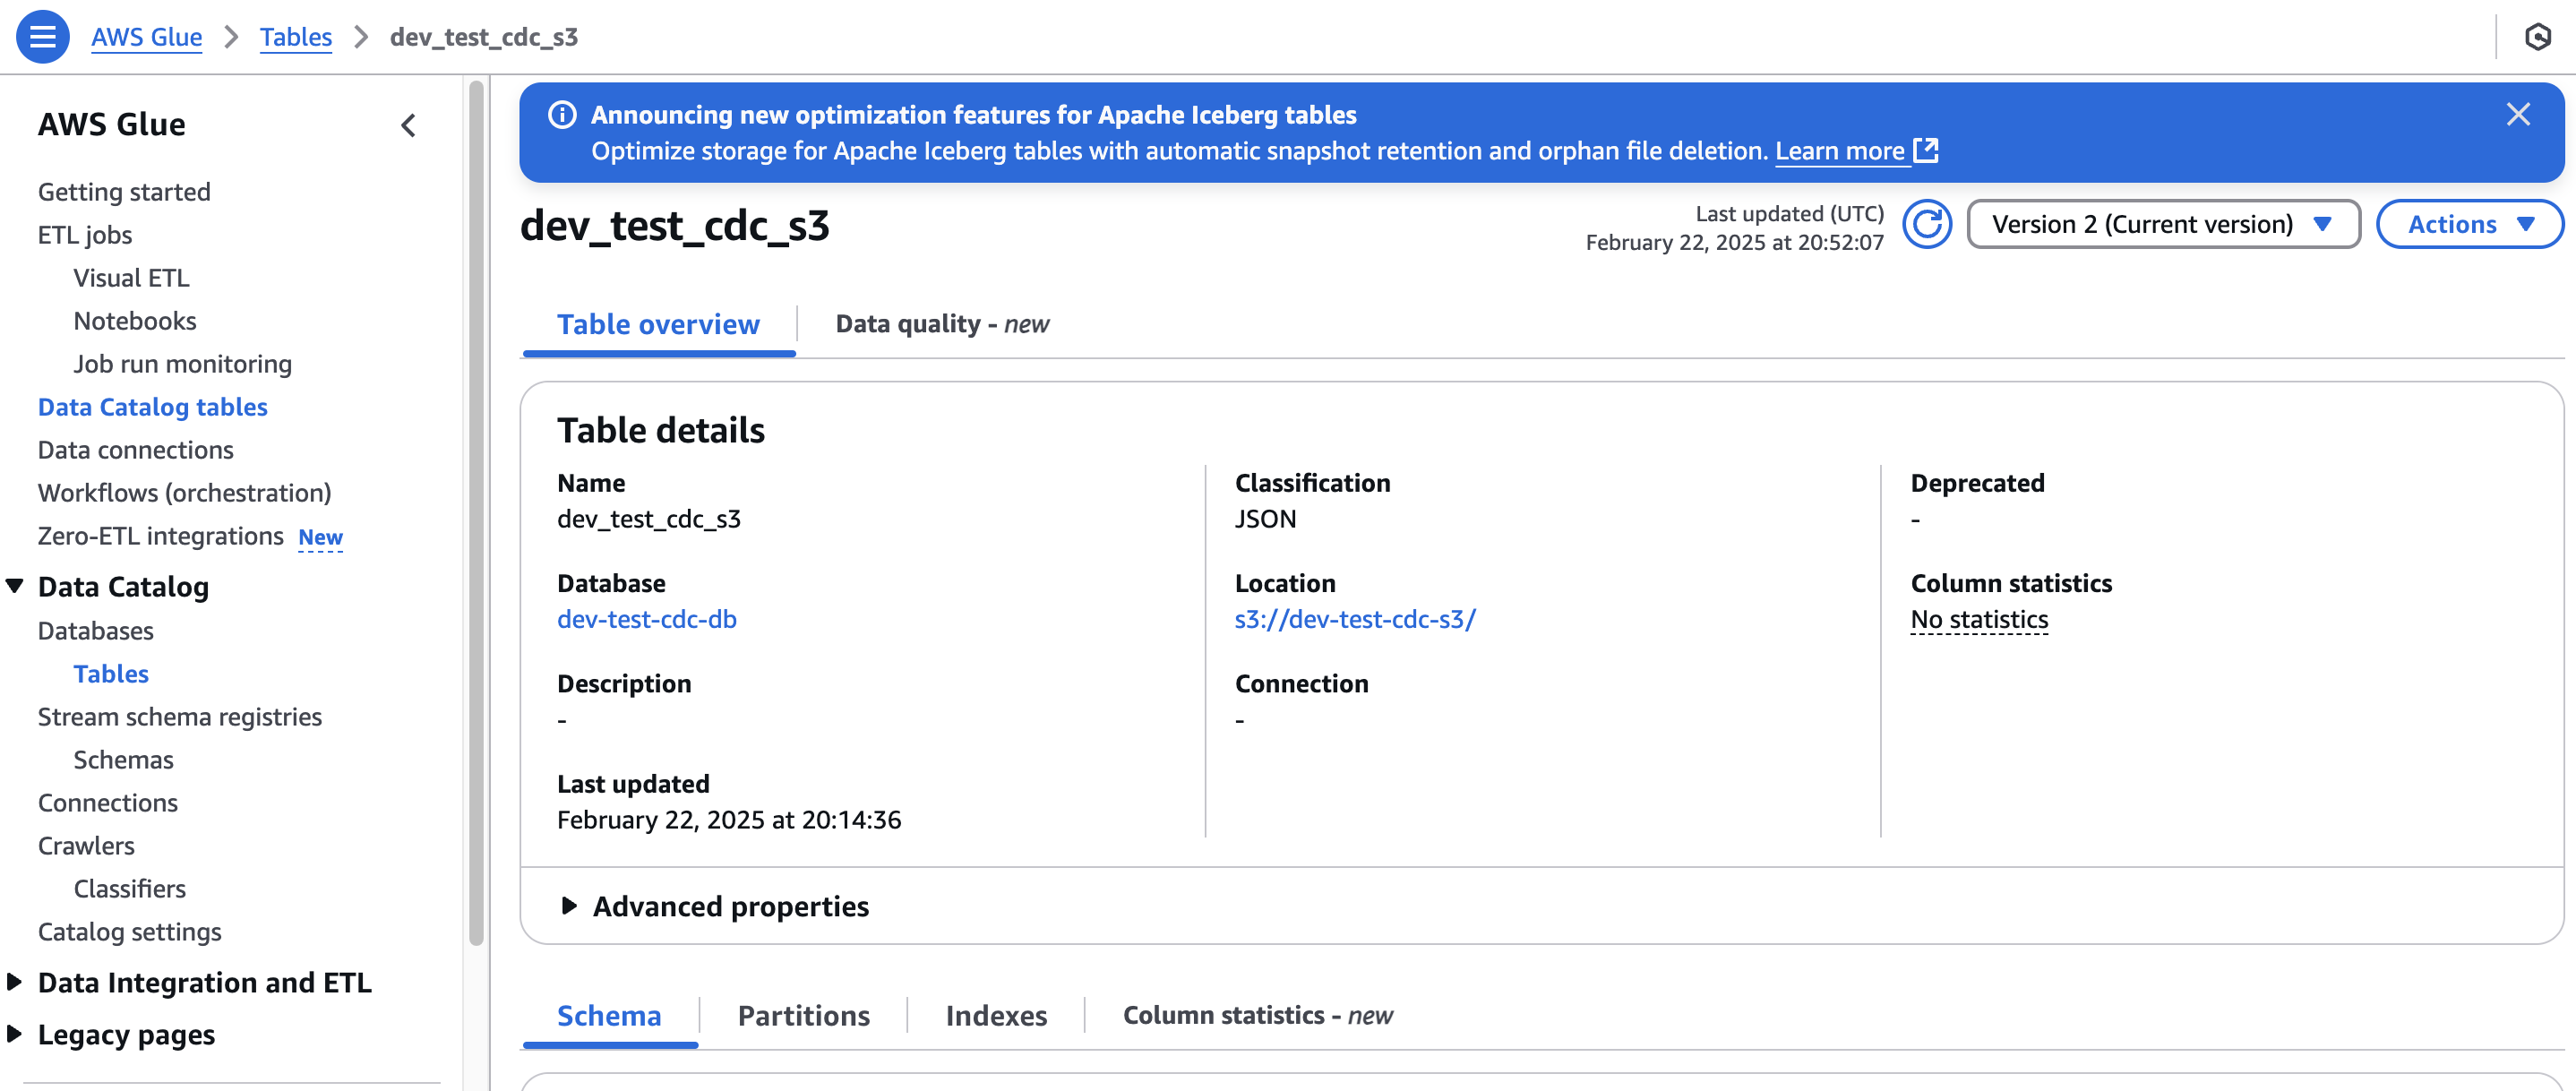 AWS Glue > Tables > dev_test_cdc_s3
AWS Glue
Getting started
ETL jobs
Visual ETL
Notebooks
Job run monitoring
Data Catalog tables
Data connections
Workflows (orchestration)
Zero-ETL integrations New
Data Catalog
Databases
Tables
Stream schema registries
Schemas
Connections
Crawlers
Classifiers
Catalog settings
Data Integration and ETL
Legacy pages
Announcing new optimization features for Apache Iceberg tables
Optimize storage for Apache Iceberg tables with automatic snapshot retention and orphan file deletion. Learn more
dev_test_cdc_s3
Last updated (UTC)
February 22, 2025 at 20:52:07
Version 2 (Current version)
Actions
Table overview
Data quality - new
Table details
Name
dev_test_cdc_s3
Database
dev-test-cdc-db
Description
-
Last updated
February 22, 2025 at 20:14:36
Classification
JSON
Location
s3://dev-test-cdc-s3/
Connection
-
Deprecated
-
Column statistics
No statistics
Advanced properties
Schema
Partitions
Indexes
Column statistics - new